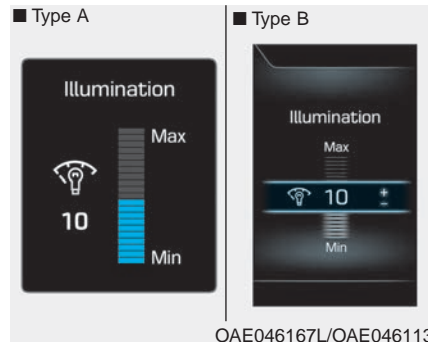 ■ Type A
■ Type B
Illumination
Max
10
Min
Illumination
Max
10 + –
Min
OAE046167L/OAE046113